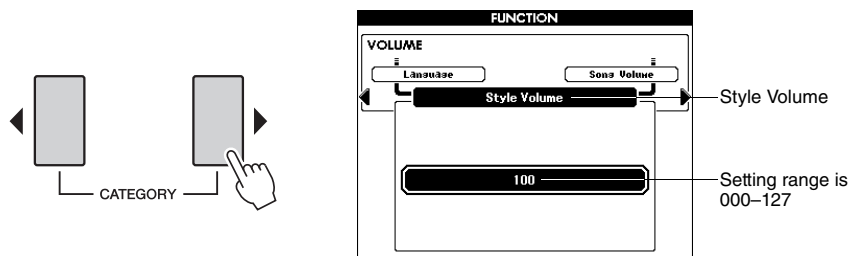 CATEGORY
FUNCTION
VOLUME
Language
Song Volume
Style Volume
100
Style Volume
Setting range is
000–127